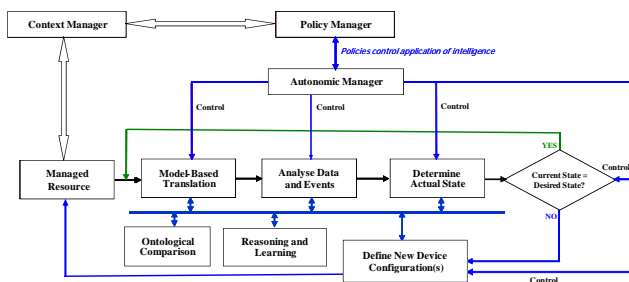 Context Manager
Policy Manager
Policies control application of intelligence
Autonomic Manager
Control
Control
Control
YES
Control
Managed
Resource
Model-Based
Translation
Analyse Data
and Events
Determine
Actual State
Current State =
Desired State?
NO
Ontological
Comparison
Reasoning and
Learning
Define New Device
Configuration(s)
Control